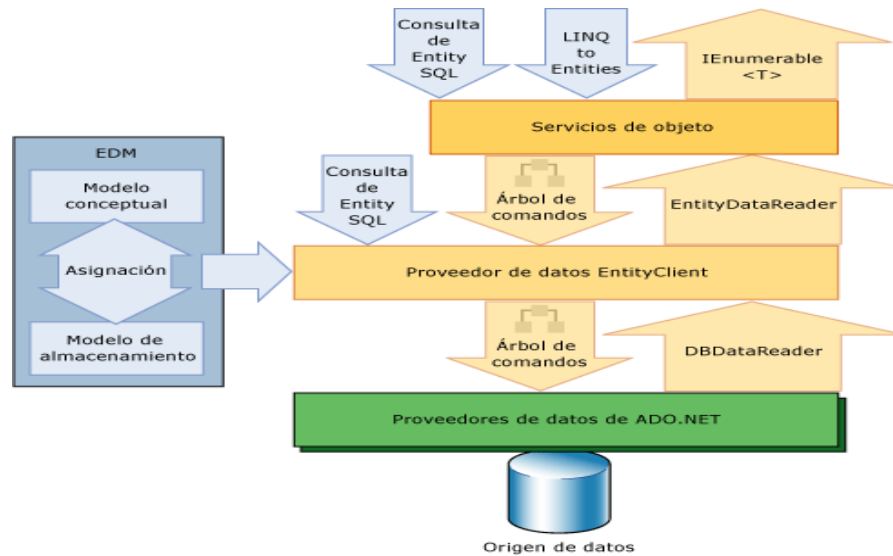 Consulta
de
Entity
SQL
LINQ
to
Entities
IEnumerable
<T>
Servicios de objeto
EDM
Modelo
conceptual
Asignación
Modelo de
almacenamiento
Consulta
de
Entity
SQL
Árbol de
comandos
EntityDataReader
Proveedor de datos EntityClient
Árbol de
comandos
DBDataReader
Proveedores de datos de ADO.NET
Origen de datos